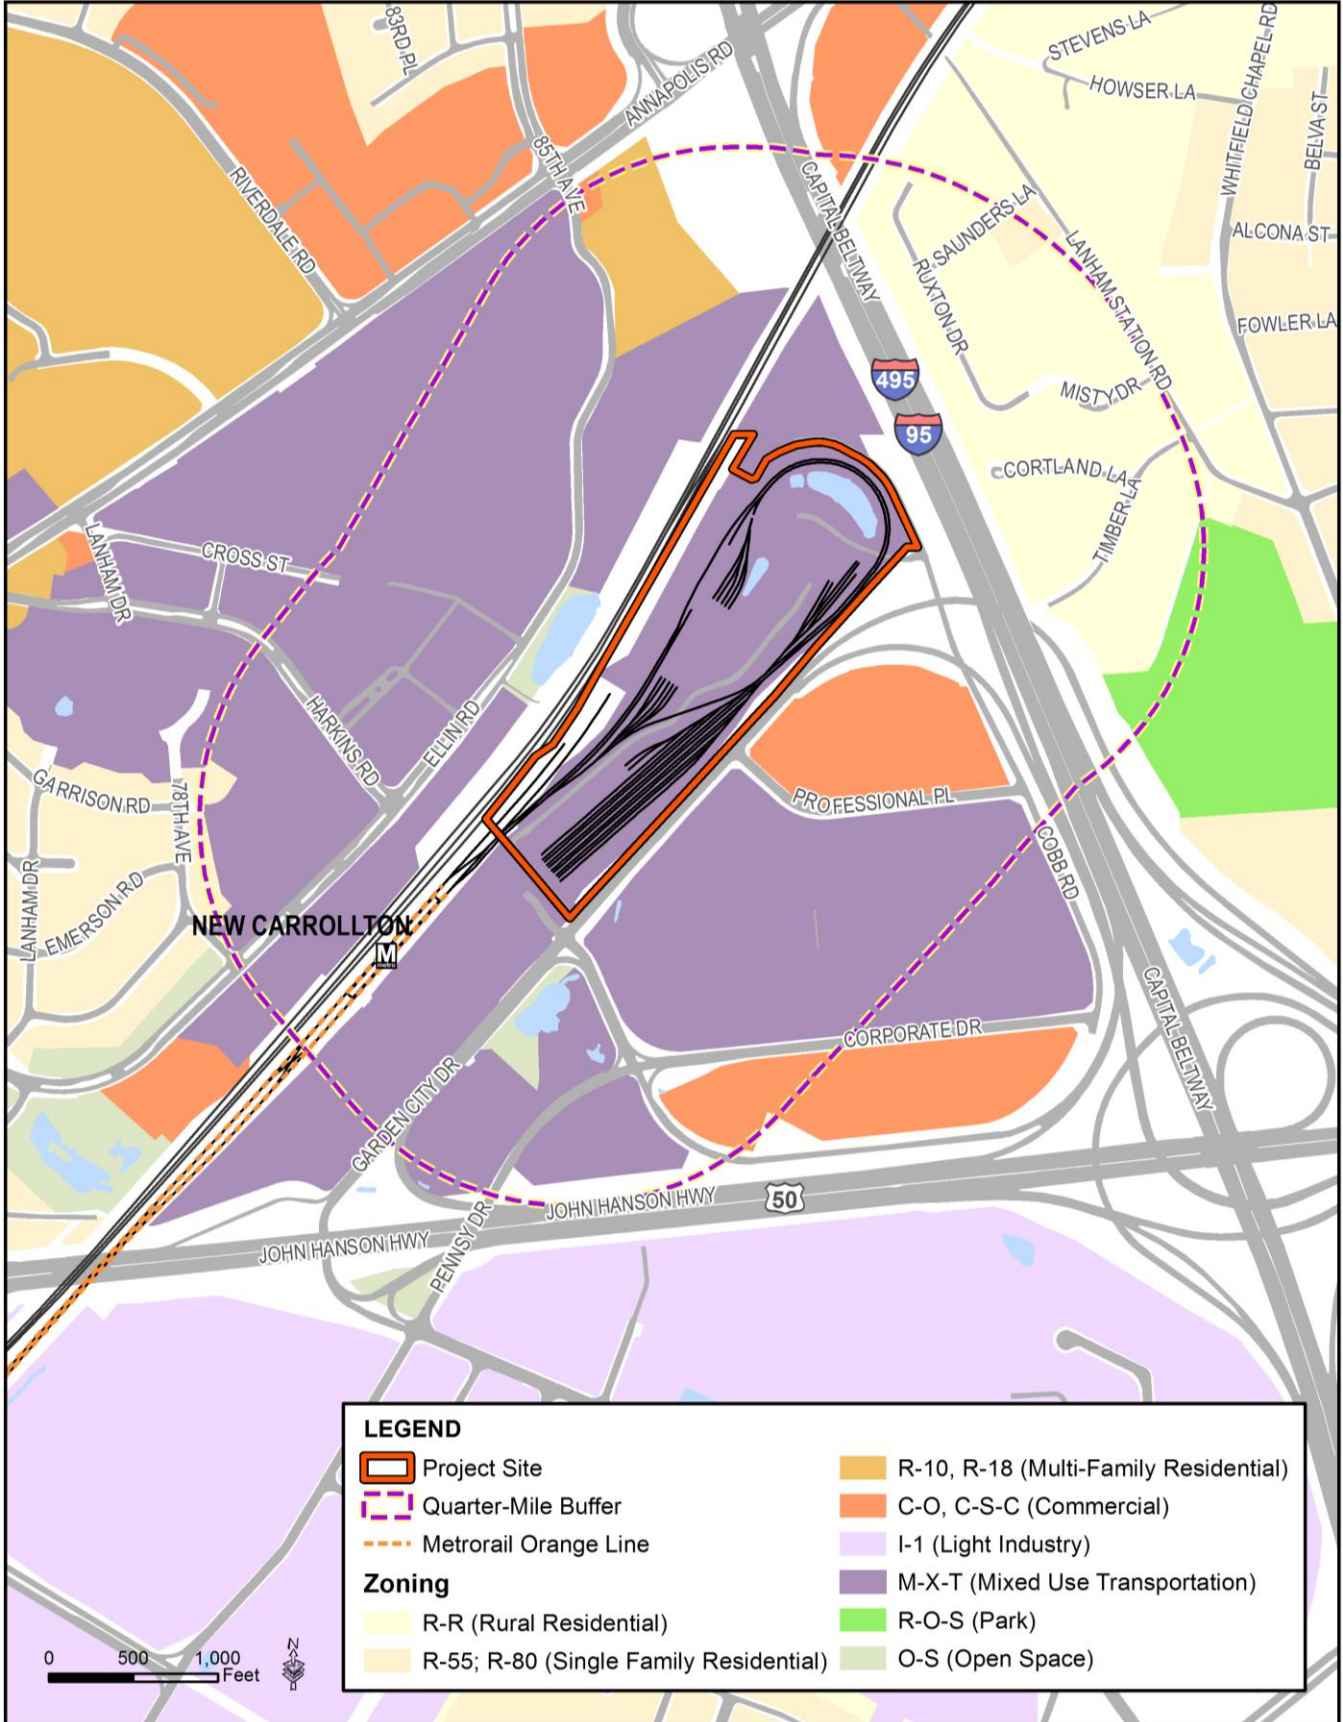 83RD PL
ANNAPOLIS RD
STEVENS LA
HOWSER LA
WHITFIELD CHAPEL RD
BELVA ST
85TH AVE
RIVERDALE RD
CAPITAL BELTWAY
SAUNDERS LA
RUXTON DR
LANHAM STATION RD
ALCONA ST
FOWLER LA
495
95
MISTY DR
CORTLAND LA
TIMBER LA
LANHAM DR
CROSS ST
HARKINS RD
ELLIN RD
GARRISON RD
78TH AVE
PROFESSIONAL PL
COBB RD
LANHAM DR
EMERSON RD
NEW CARROLLTON
M
metro
CAPITAL BELTWAY
CORPORATE DR
GARDEN CITY DR
JOHN HANSON HWY
50
JOHN HANSON HWY
PENNSY DR
LEGEND
Project Site
Quarter-Mile Buffer
Metrorail Orange Line
Zoning
R-R (Rural Residential)
R-55; R-80 (Single Family Residential)
R-10, R-18 (Multi-Family Residential)
C-O, C-S-C (Commercial)
I-1 (Light Industry)
M-X-T (Mixed Use Transportation)
R-O-S (Park)
O-S (Open Space)
0 500 1,000
Feet
N